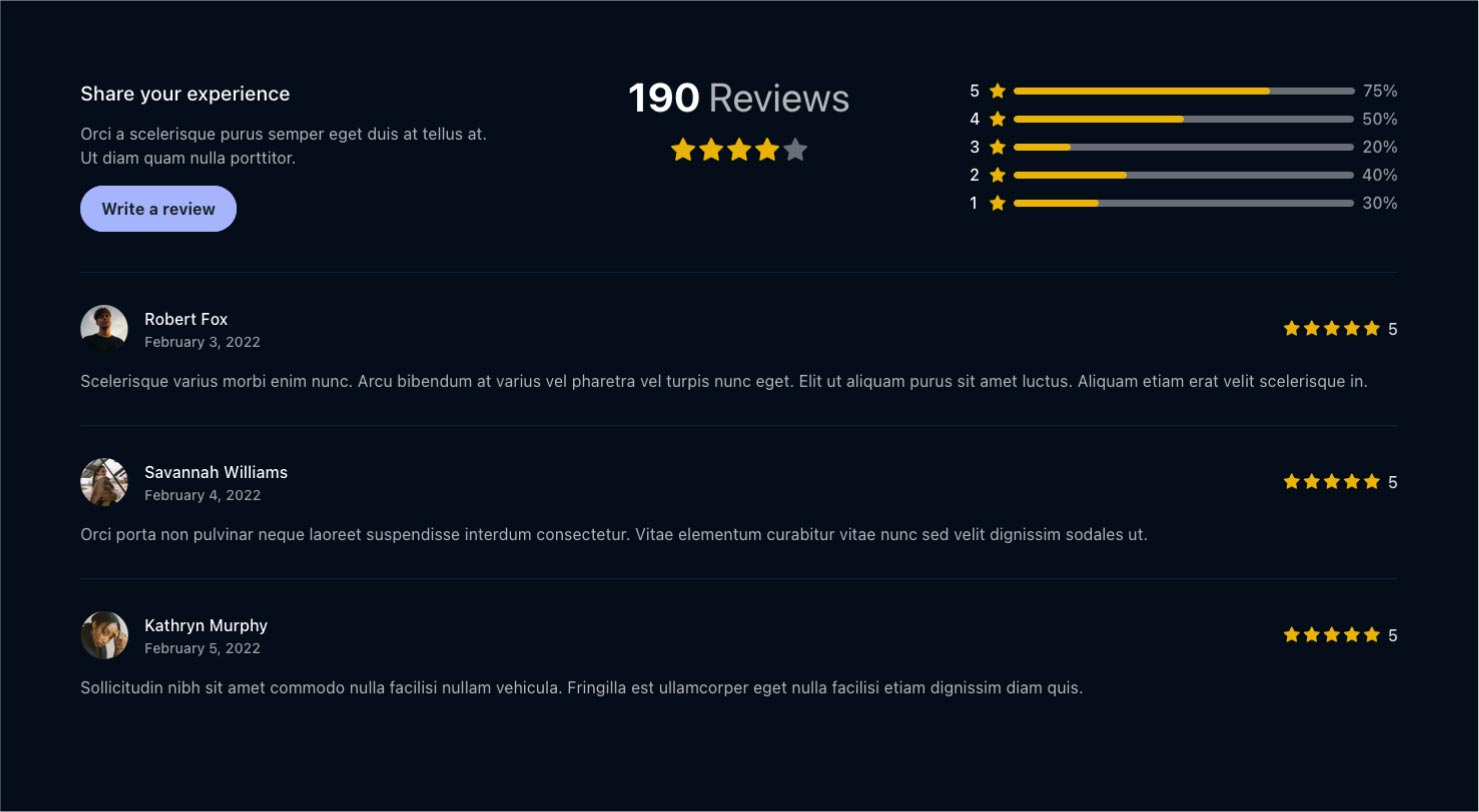 Share your experience
Orci a scelerisque purus semper eget duis at tellus at.
Ut diam quam nulla porttitor.
Write a review
190 Reviews
5 75%
4 50%
3 20%
2 40%
1 30%
Robert Fox
February 3, 2022
5
Scelerisque varius morbi enim nunc. Arcu bibendum at varius vel pharetra vel turpis nunc eget. Elit ut aliquam purus sit amet luctus. Aliquam etiam erat velit scelerisque in.
Savannah Williams
February 4, 2022
5
Orci porta non pulvinar neque laoreet suspendisse interdum consectetur. Vitae elementum curabitur vitae nunc sed velit dignissim sodales ut.
Kathryn Murphy
February 5, 2022
5
Sollicitudin nibh sit amet commodo nulla facilisi nullam vehicula. Fringilla est ullamcorper eget nulla facilisi etiam dignissim diam quis.